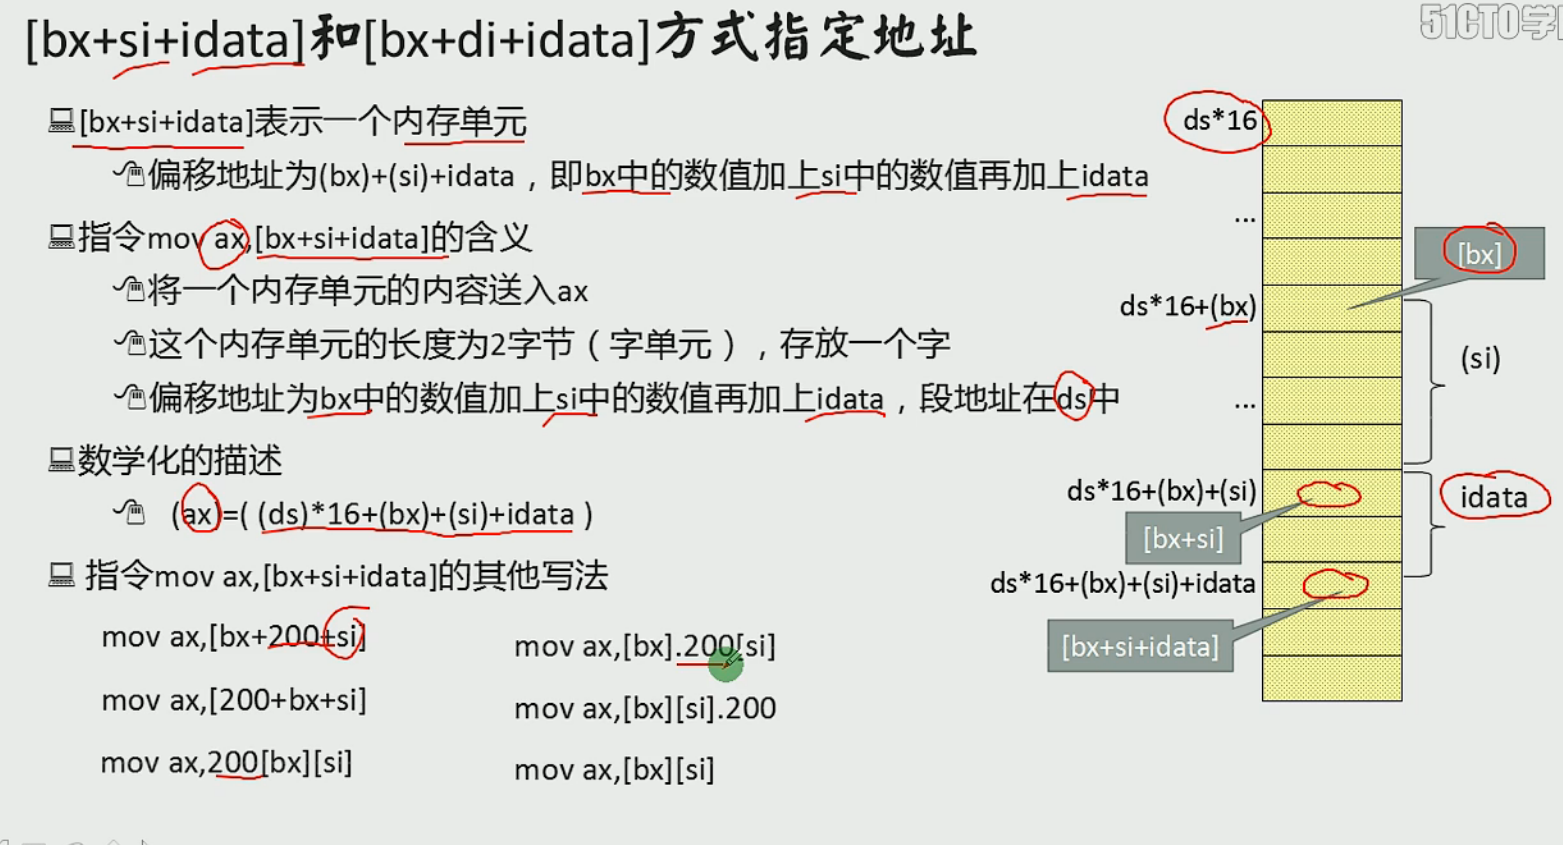 [bx+si+idata]和[bx+di+idata]方式指定地址
51CTO学
[bx+si+idata]表示一个内存单元
偏移地址为(bx)+(si)+idata，即bx中的数值加上si中的数值再加上idata
指令mov ax,[bx+si+idata]的含义
将一个内存单元的内容送入ax
这个内存单元的长度为2字节（字单元），存放一个字
偏移地址为bx中的数值加上si中的数值再加上idata，段地址在ds中
数学化的描述
(ax)=( (ds)*16+(bx)+(si)+idata )
指令mov ax,[bx+si+idata]的其他写法
mov ax,[bx+200+si]
mov ax,[200+bx+si]
mov ax,200[bx][si]
mov ax,[bx].200[si]
mov ax,[bx][si].200
mov ax,[bx][si]
ds*16
...
[bx]
ds*16+(bx)
(si)
...
ds*16+(bx)+(si)
idata
[bx+si]
ds*16+(bx)+(si)+idata
[bx+si+idata]